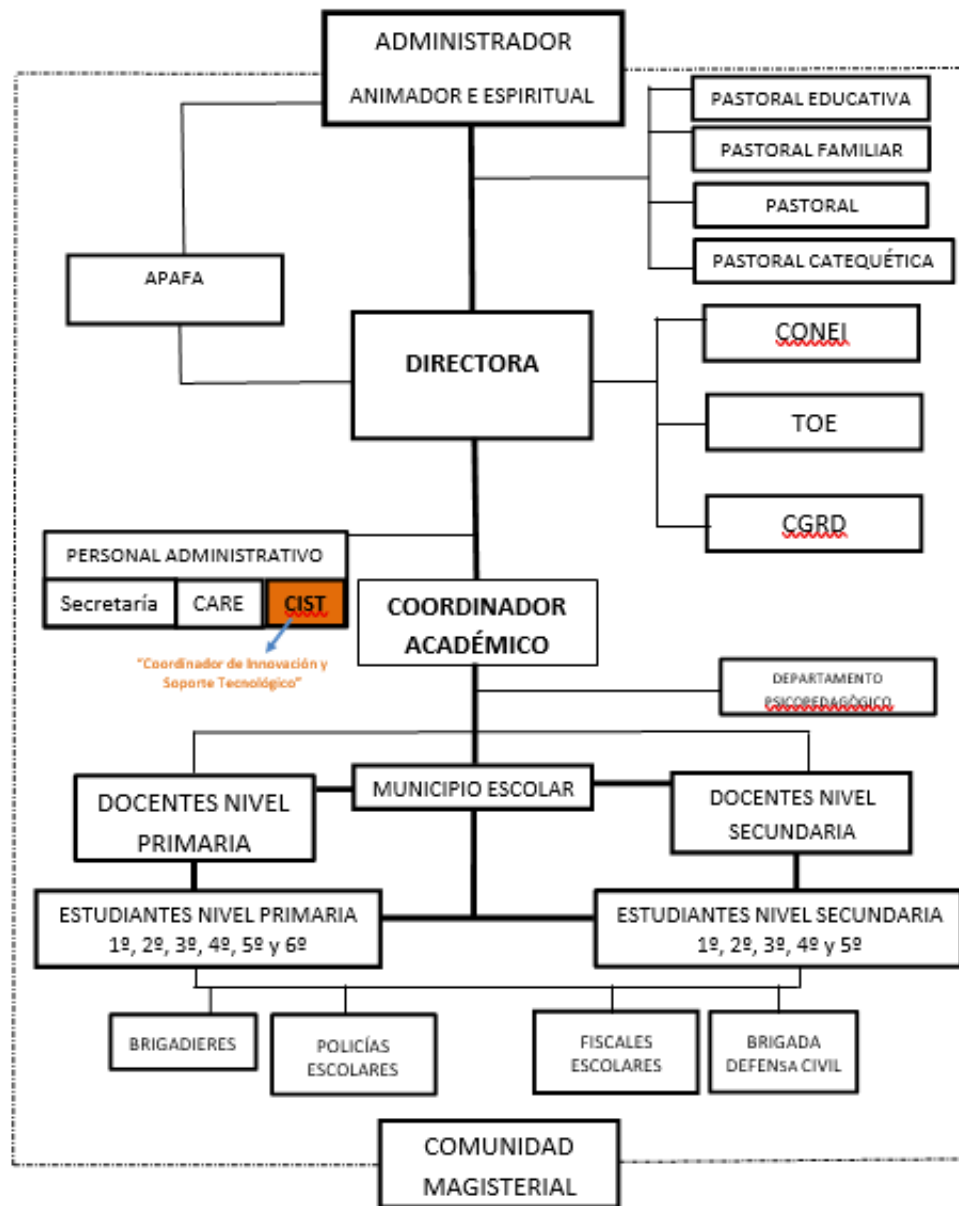 ADMINISTRADOR
ANIMADOR E ESPIRITUAL
PASTORAL EDUCATIVA
PASTORAL FAMILIAR
PASTORAL
PASTORAL CATEQUÉTICA
APAFA
DIRECTORA
CONEI
TOE
CGRD
PERSONAL ADMINISTRATIVO
Secretaría
CARE
CIST
"Coordinador de Innovación y
Soporte Tecnológico"
COORDINADOR
ACADÉMICO
DEPARTAMENTO
PSICOPEDAGÒGICO
MUNICIPIO ESCOLAR
DOCENTES NIVEL
PRIMARIA
DOCENTES NIVEL
SECUNDARIA
ESTUDIANTES NIVEL PRIMARIA
1º, 2º, 3º, 4º, 5º y 6º
ESTUDIANTES NIVEL SECUNDARIA
1º, 2º, 3º, 4º y 5º
BRIGADIERES
POLICÍAS
ESCOLARES
FISCALES
ESCOLARES
BRIGADA
DEFENsA CIVIL
COMUNIDAD
MAGISTERIAL